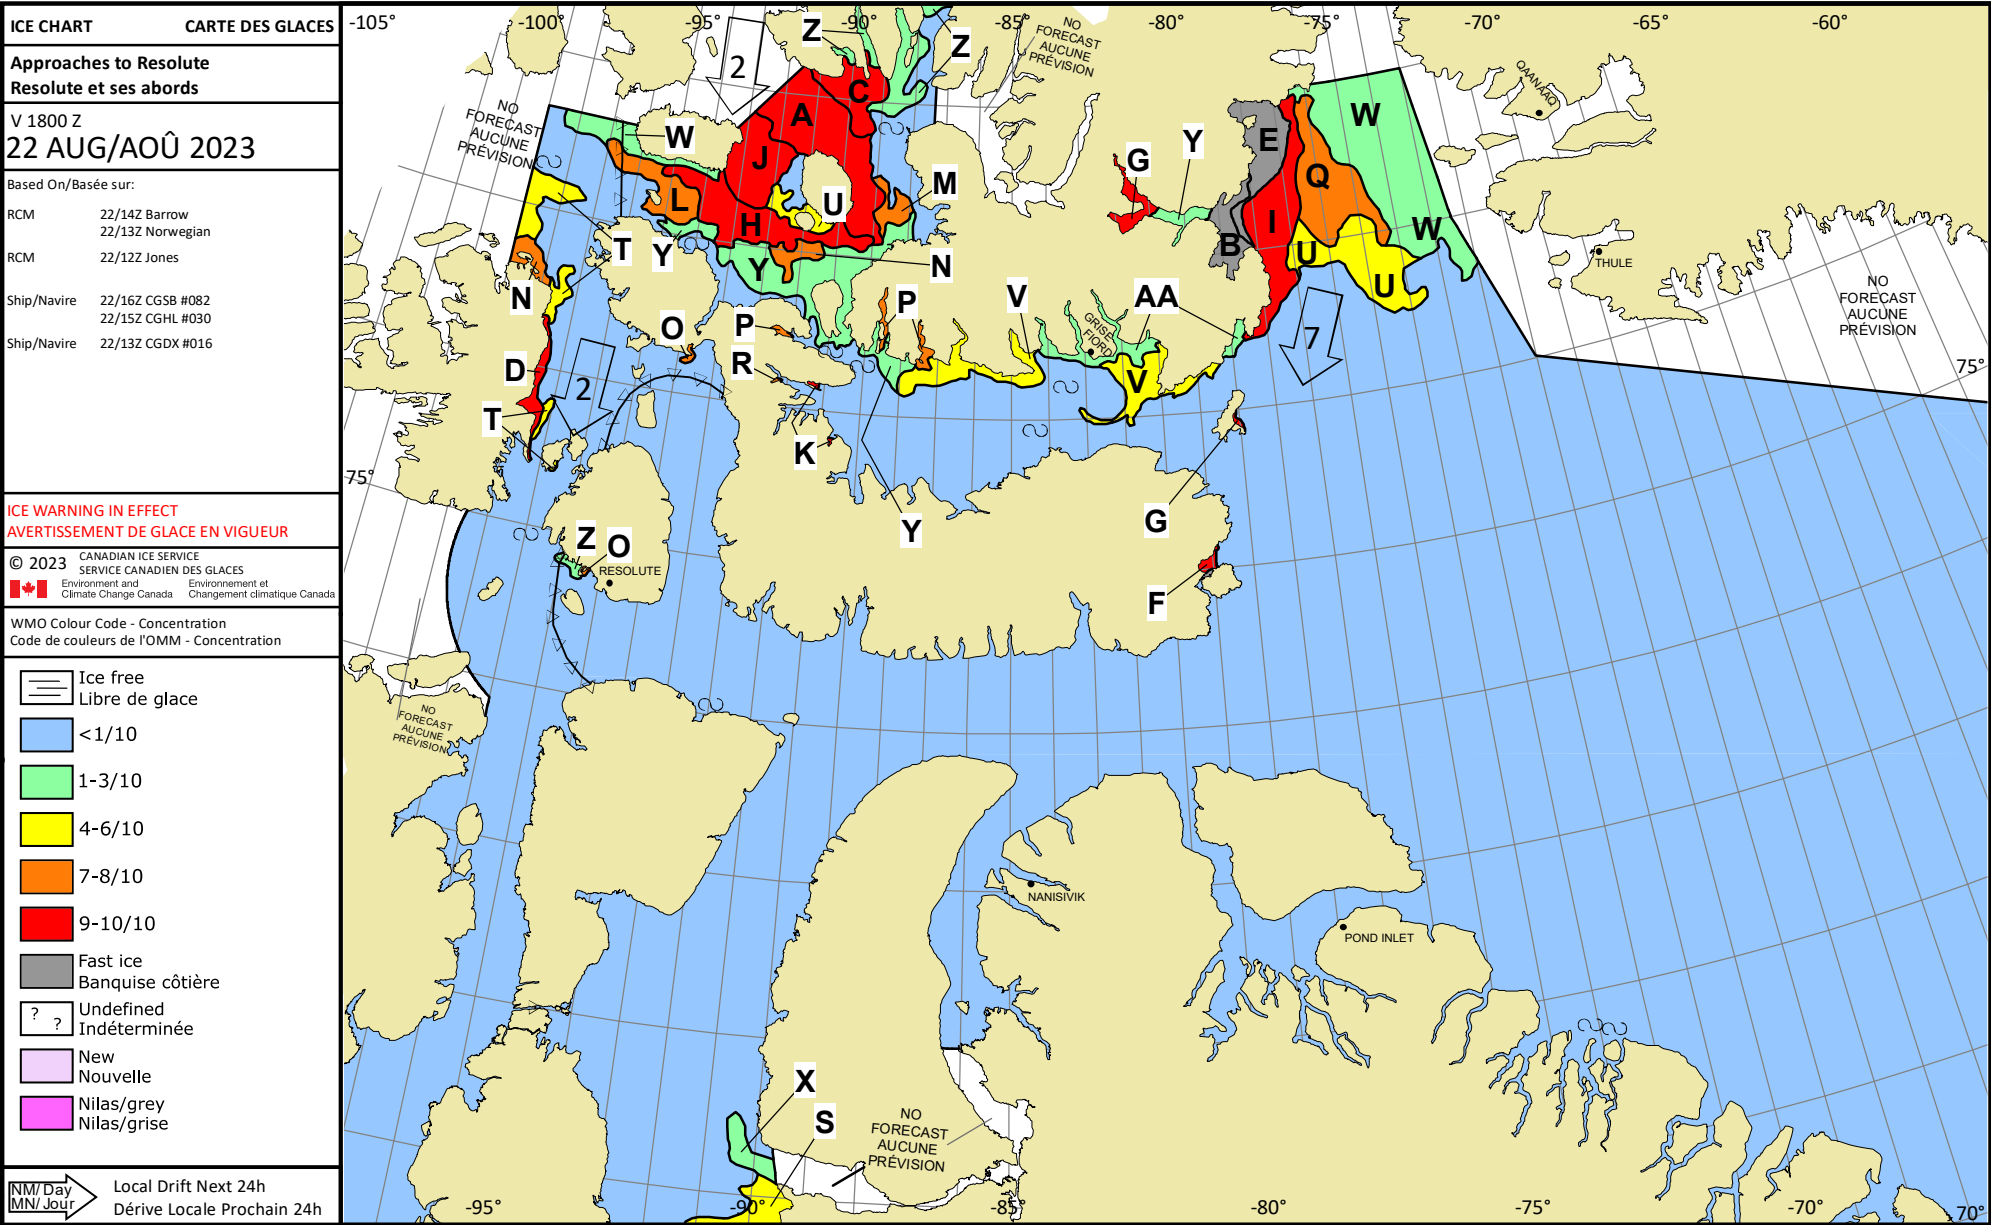 ICE CHART CARTE DES GLACES
Approaches to Resolute
Resolute et ses abords
V 1800 Z
22 AUG/AOÛ 2023
Based On/Basée sur:
RCM 22/14Z Barrow
22/13Z Norwegian
RCM 22/12Z Jones
Ship/Navire 22/16Z CGSB #082
22/15Z CGHL #030
Ship/Navire 22/13Z CGDX #016
ICE WARNING IN EFFECT
AVERTISSEMENT DE GLACE EN VIGUEUR
© 2023 CANADIAN ICE SERVICE
SERVICE CANADIEN DES GLACES
Environment and Environnement et
Climate Change Canada Changement climatique Canada
WMO Colour Code - Concentration
Code de couleurs de l'OMM - Concentration
Ice free
Libre de glace
<1/10
1-3/10
4-6/10
7-8/10
9-10/10
Fast ice
Banquise côtière
? ?
Undefined
Indéterminée
New
Nouvelle
Nilas/grey
Nilas/grise
NM/Day
MN/Jour
Local Drift Next 24h
Dérive Locale Prochain 24h
-105° -100° -95° -90° -85° -80° -75° -70° -65° -60°
Z
Z
2
NO
FORECAST
AUCUNE
PRÉVISION
NO
FORECAST
AUCUNE
PRÉVISION
QAANAAQ
C
A
W
W
E
Y
G
J
Q
M
L
U
H
I
W
T
Y
Y
N
B
U
U
THULE
N
P
V
AA
NO
FORECAST
AUCUNE
PRÉVISION
O
P
GRISE
FIORD
7
R
D
2
V
75°
T
K
75°
Y
G
Z
O
RESOLUTE
F
NO
FORECAST
AUCUNE
PRÉVISION
NANISIVIK
POND INLET
X
S
NO
FORECAST
AUCUNE
PRÉVISION
-95° -90° -85° -80° -75° -70° 70°